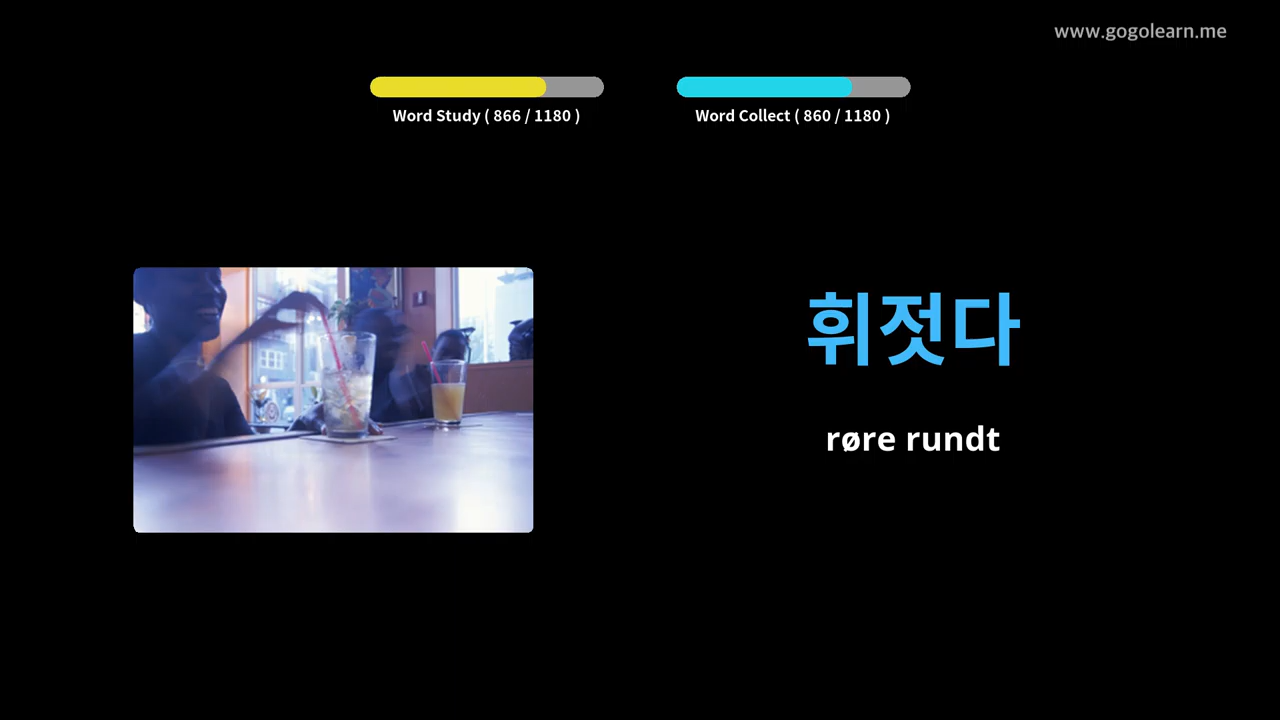 www.gogolearn.me
Word Study ( 866 / 1180 )
Word Collect ( 860 / 1180 )
휘젓다
røre rundt